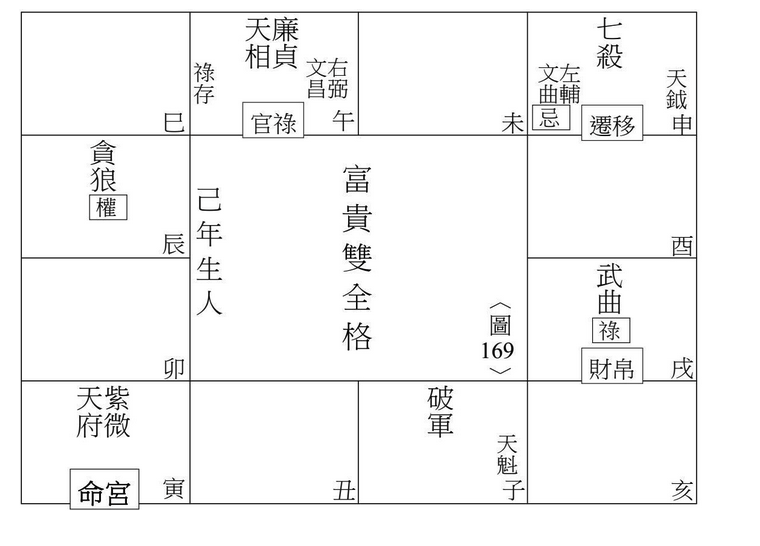 巳
廉貞
天相
右弼
文昌
祿存
官祿
午
未
七殺
左輔
文曲
忌
天鉞
遷移
申
貪狼
權
辰
富貴雙全格
己年生人
〈圖169〉
酉
卯
武曲
祿
財帛
戌
紫微
天府
命宮
寅
丑
破軍
天魁
子
亥